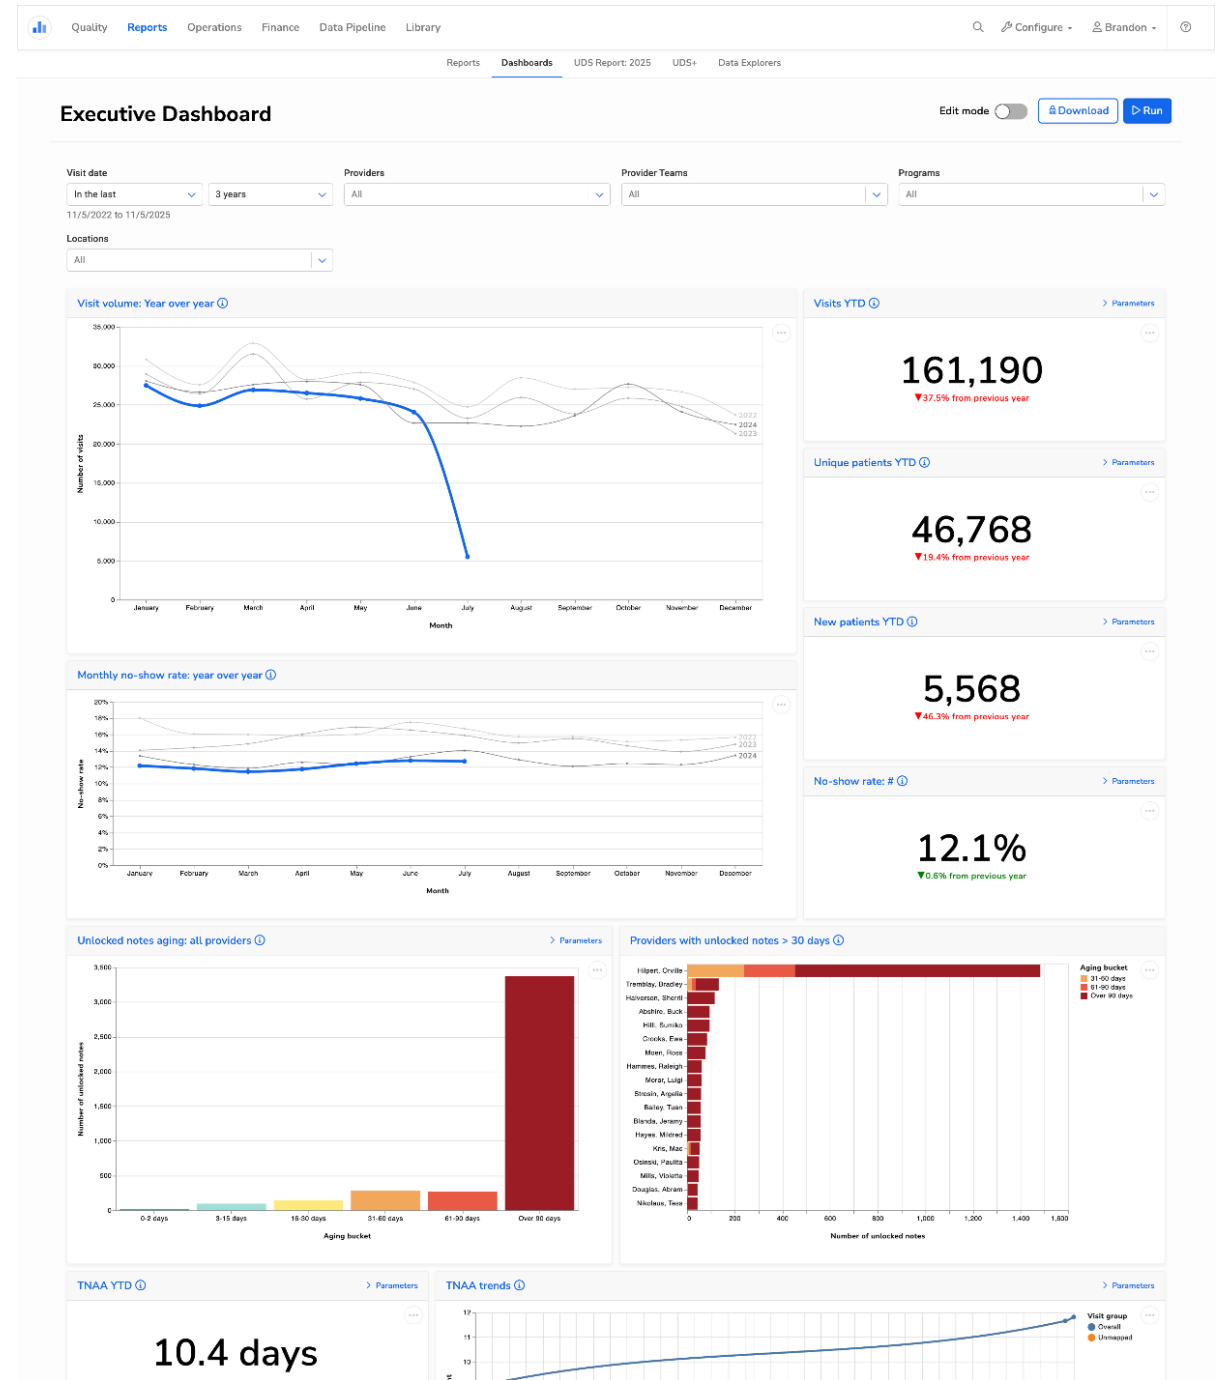 Quality Reports Operations Finance Data Pipeline Library Configure Brandon
Reports Dashboards UDS Report: 2025 UDS+ Data Explorers
Executive Dashboard
Edit mode Download Run
Visit date Providers Provider Teams Programs
In the last 3 years All All All
11/5/2022 to 11/5/2025
Locations
All
Visit volume: Year over year
35,000
30,000
25,000
20,000
15,000
10,000
5,000
0
Number of visits
2022
2024
2023
January February March April May June July August September October November December
Month
Visits YTD Parameters
161,190
▼37.5% from previous year
Unique patients YTD Parameters
46,768
▼19.4% from previous year
New patients YTD Parameters
5,568
▼46.3% from previous year
No-show rate: # Parameters
12.1%
▼0.6% from previous year
Monthly no-show rate: year over year
20%
18%
16%
14%
12%
10%
8%
6%
4%
2%
0%
No-show rate
2022
2023
2024
January February March April May June July August September October November December
Month
Unlocked notes aging: all providers Parameters
3,500
3,000
2,500
2,000
1,500
1,000
500
0
Number of unlocked notes
0-2 days 3-15 days 16-30 days 31-60 days 61-90 days Over 90 days
Aging bucket
Providers with unlocked notes > 30 days
Hilpert, Orville
Tremblay, Bradley
Halvorson, Sherril
Abshire, Buck
Hilll, Sumiko
Crooks, Ewa
Moen, Rose
Hammes, Raleigh
Morar, Luigi
Strosin, Argelia
Bailey, Tuan
Blanda, Jeramy
Hayes, Mildred
Kris, Mac
Osinski, Paulita
Mills, Violetta
Douglas, Abram
Nikolaus, Tesa
0 200 400 600 800 1,000 1,200 1,400 1,600
Number of unlocked notes
Aging bucket
31-60 days
61-90 days
Over 90 days
TNAA YTD Parameters
10.4 days
TNAA trends Parameters
12
11
10
Visit group
Overall
Unmapped